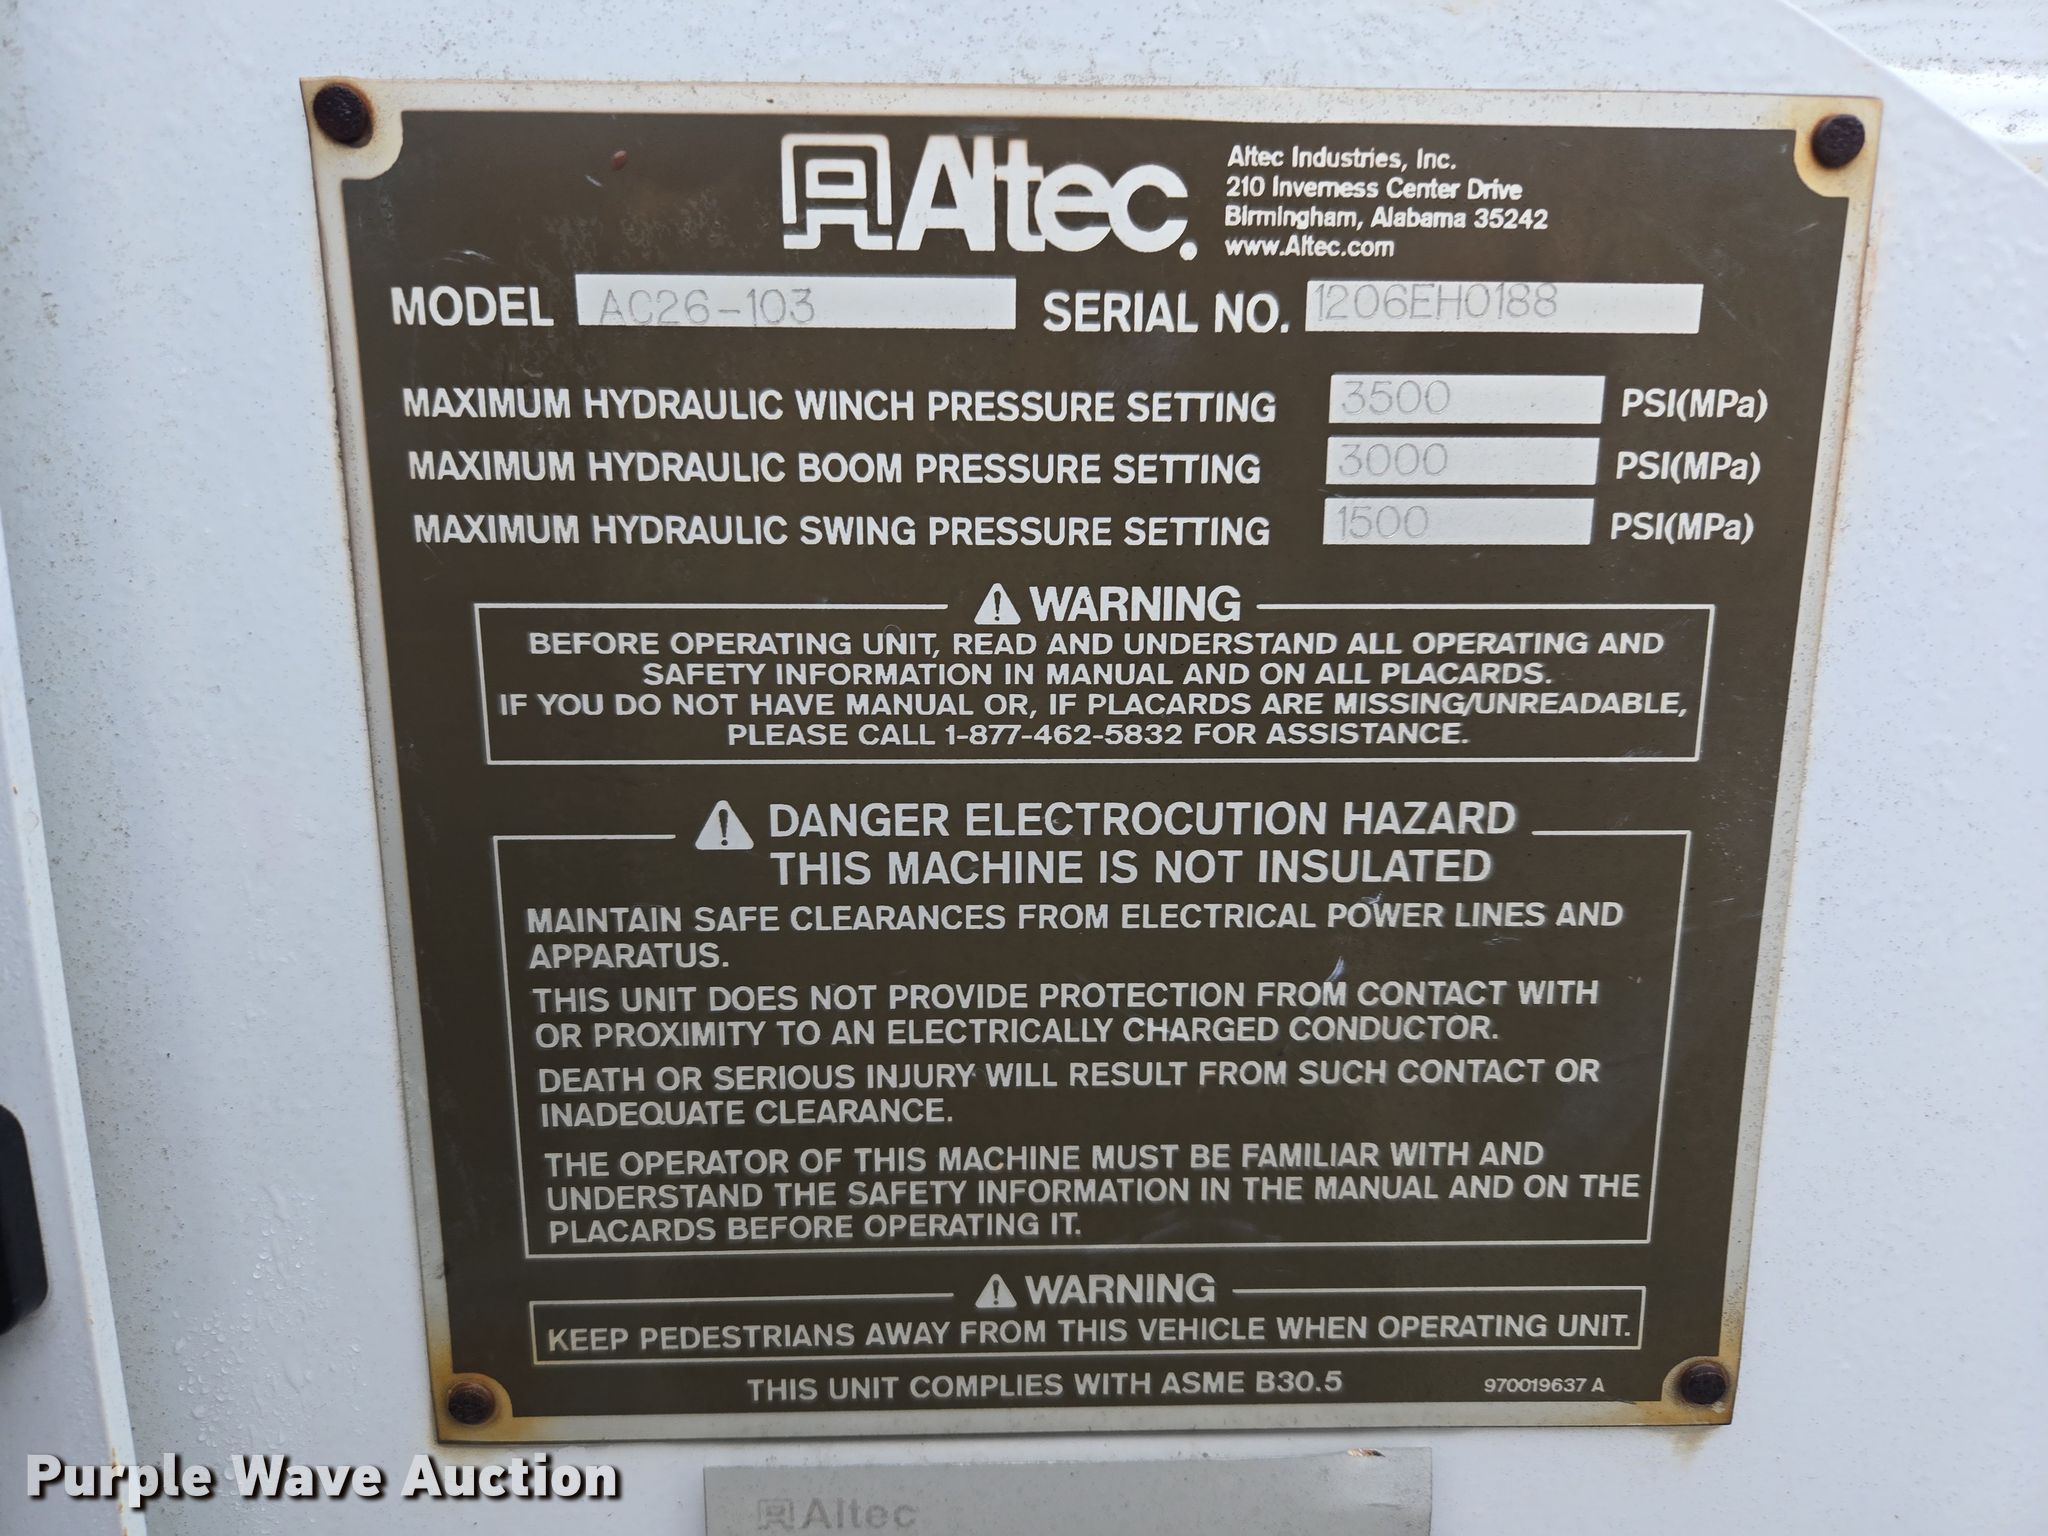 Altec
Altec Industries, Inc.
210 Inverness Center Drive
Birmingham, Alabama 35242
www.Altec.com
MODEL AC26-103 SERIAL NO. 1206EH0188
MAXIMUM HYDRAULIC WINCH PRESSURE SETTING 3500 PSI(MPa)
MAXIMUM HYDRAULIC BOOM PRESSURE SETTING 3000 PSI(MPa)
MAXIMUM HYDRAULIC SWING PRESSURE SETTING 1500 PSI(MPa)
WARNING
BEFORE OPERATING UNIT, READ AND UNDERSTAND ALL OPERATING AND
SAFETY INFORMATION IN MANUAL AND ON ALL PLACARDS.
IF YOU DO NOT HAVE MANUAL OR, IF PLACARDS ARE MISSING/UNREADABLE,
PLEASE CALL 1-877-462-5832 FOR ASSISTANCE.
DANGER ELECTROCUTION HAZARD
THIS MACHINE IS NOT INSULATED
MAINTAIN SAFE CLEARANCES FROM ELECTRICAL POWER LINES AND
APPARATUS.
THIS UNIT DOES NOT PROVIDE PROTECTION FROM CONTACT WITH
OR PROXIMITY TO AN ELECTRICALLY CHARGED CONDUCTOR.
DEATH OR SERIOUS INJURY WILL RESULT FROM SUCH CONTACT OR
INADEQUATE CLEARANCE.
THE OPERATOR OF THIS MACHINE MUST BE FAMILIAR WITH AND
UNDERSTAND THE SAFETY INFORMATION IN THE MANUAL AND ON THE
PLACARDS BEFORE OPERATING IT.
WARNING
KEEP PEDESTRIANS AWAY FROM THIS VEHICLE WHEN OPERATING UNIT.
THIS UNIT COMPLIES WITH ASME B30.5 970019637 A
Purple Wave Auction
Altec